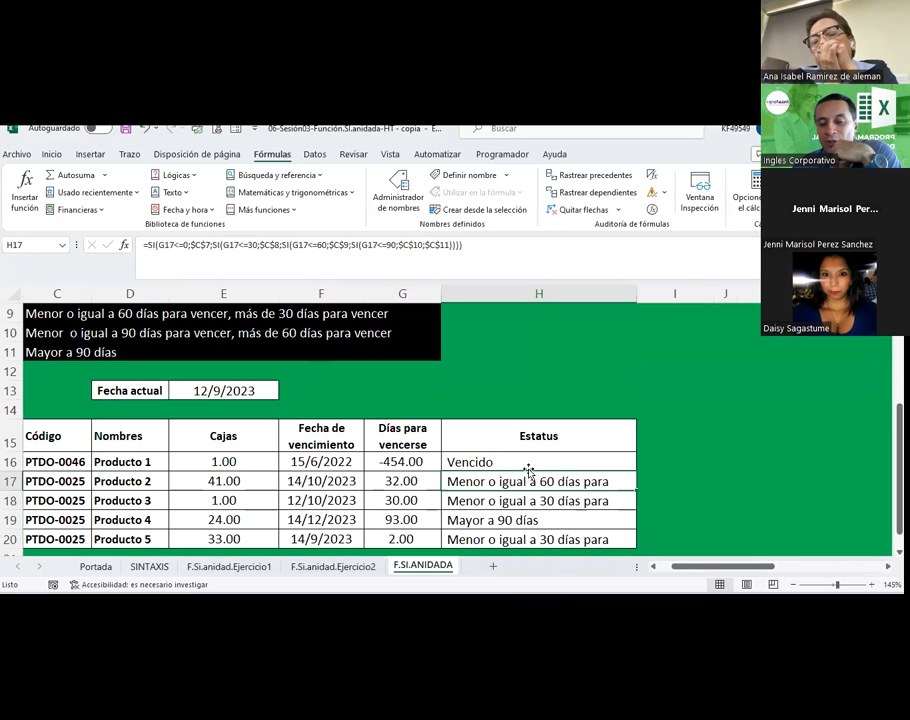 Autoguardado
06-Sesión03-Función.SI.anidada-HT - copia - E...
Buscar
KF49549
Archivo Inicio Insertar Trazo Disposición de página Fórmulas Datos Revisar Vista Automatizar Programador Ayuda
fx
Insertar función
Autosuma
Usado recientemente
Financieras
Lógicas
Texto
Fecha y hora
Búsqueda y referencia
Matemáticas y trigonométricas
Más funciones
Biblioteca de funciones
Administrador de nombres
Definir nombre
Utilizar en la fórmula
Crear desde la selección
Nombres definidos
Rastrear precedentes
Rastrear dependientes
Quitar flechas
Auditoría de fórmulas
Ventana Inspección
Opciones
el cálc
H17
fx =SI(G17<=0;$C$7;SI(G17<=30;$C$8;SI(G17<=60;$C$9;SI(G17<=90;$C$10;$C$11))))
C D E F G H I J
9 Menor o igual a 60 días para vencer, más de 30 días para vencer
10 Menor o igual a 90 días para vencer, más de 60 días para vencer
11 Mayor a 90 días
12
13 Fecha actual 12/9/2023
14
15 Código Nombres Cajas Fecha de vencimiento Días para vencerse Estatus
16 PTDO-0046 Producto 1 1.00 15/6/2022 -454.00 Vencido
17 PTDO-0025 Producto 2 41.00 14/10/2023 32.00 Menor o igual a 60 días para
18 PTDO-0025 Producto 3 1.00 12/10/2023 30.00 Menor o igual a 30 días para
19 PTDO-0025 Producto 4 24.00 14/12/2023 93.00 Mayor a 90 días
20 PTDO-0025 Producto 5 33.00 14/9/2023 2.00 Menor o igual a 30 días para
Portada SINTAXIS F.Si.anidad.Ejercicio1 F.Si.anidad.Ejercicio2 F.SI.ANIDADA
Listo
Accesibilidad: es necesario investigar
145%
Ana Isabel Ramirez de aleman
Ingles Corporativo
Jenni Marisol Per...
Jenni Marisol Perez Sanchez
Daisy Sagastume